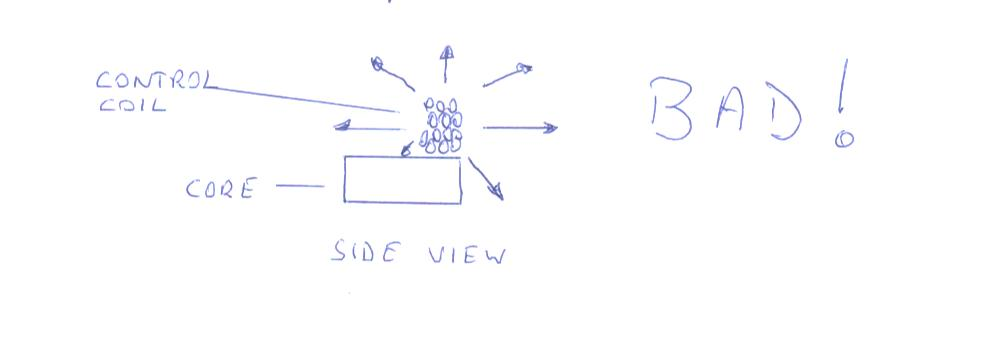 CONTROL
COIL
BAD!
CORE
SIDE VIEW